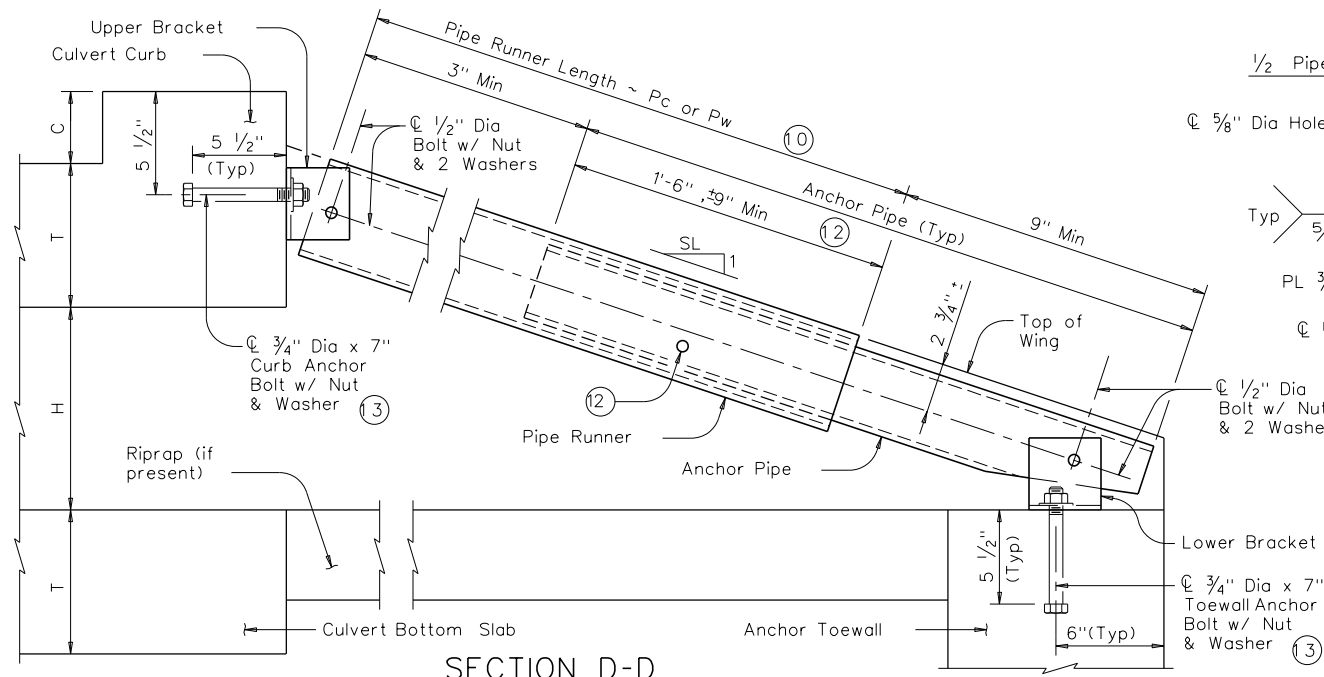 Upper Bracket
Culvert Curb
Pipe Runner Length ~ Pc or Pw
3" Min
10
℄ 1/2" Dia
Bolt w/ Nut
& 2 Washers
1'-6" ,±9" Min
12
Anchor Pipe (Typ)
9" Min
1/2 Pipe
℄ 5/8" Dia Hole
Typ
5/
PL 3/
℄
C
5 1/2"
5 1/2"
(Typ)
T
SL
1
2 3/4" ±
Top of
Wing
℄ 3/4" Dia x 7"
Curb Anchor
Bolt w/ Nut
& Washer
13
H
12
Pipe Runner
Anchor Pipe
℄ 1/2" Dia
Bolt w/ Nut
& 2 Washe
Riprap (if
present)
5 1/2"
(Typ)
Lower Bracket
T
Culvert Bottom Slab
Anchor Toewall
6"(Typ)
℄ 3/4" Dia x 7"
Toewall Anchor
Bolt w/ Nut
& Washer
13
SECTION D-D